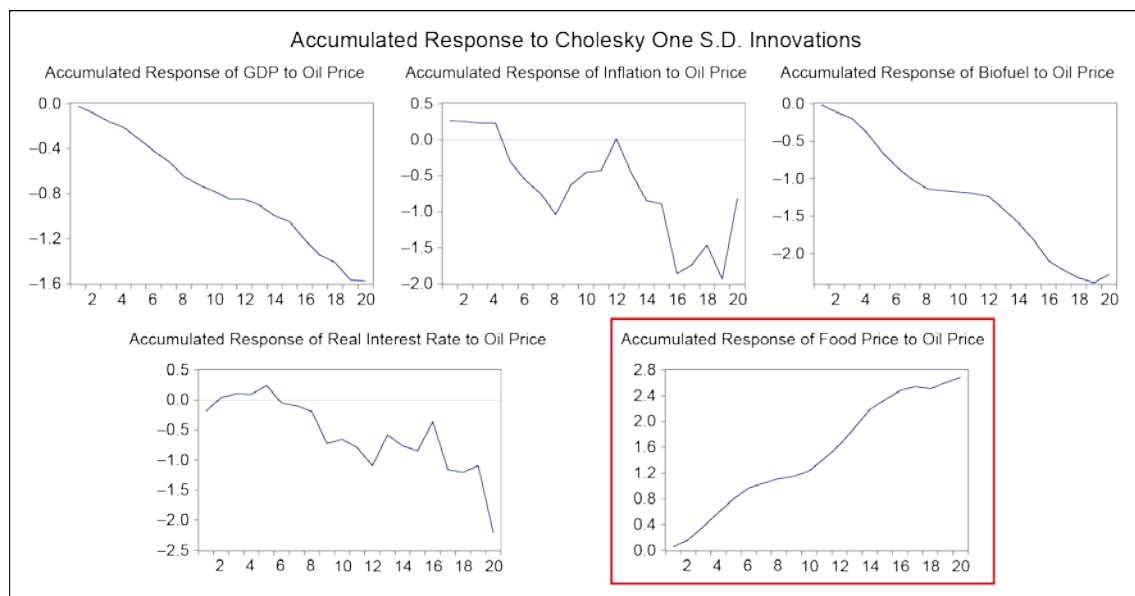 Accumulated Response to Cholesky One S.D. Innovations
Accumulated Response of GDP to Oil Price
0.0
–0.4
–0.8
–1.2
–1.6
2 4 6 8 10 12 14 16 18 20
Accumulated Response of Inflation to Oil Price
0.5
0.0
–0.5
–1.0
–1.5
–2.0
2 4 6 8 10 12 14 16 18 20
Accumulated Response of Biofuel to Oil Price
0.0
–0.5
–1.0
–1.5
–2.0
2 4 6 8 10 12 14 16 18 20
Accumulated Response of Real Interest Rate to Oil Price
0.5
0.0
–0.5
–1.0
–1.5
–2.0
–2.5
2 4 6 8 10 12 14 16 18 20
Accumulated Response of Food Price to Oil Price
2.8
2.4
2.0
1.6
1.2
0.8
0.4
0.0
2 4 6 8 10 12 14 16 18 20